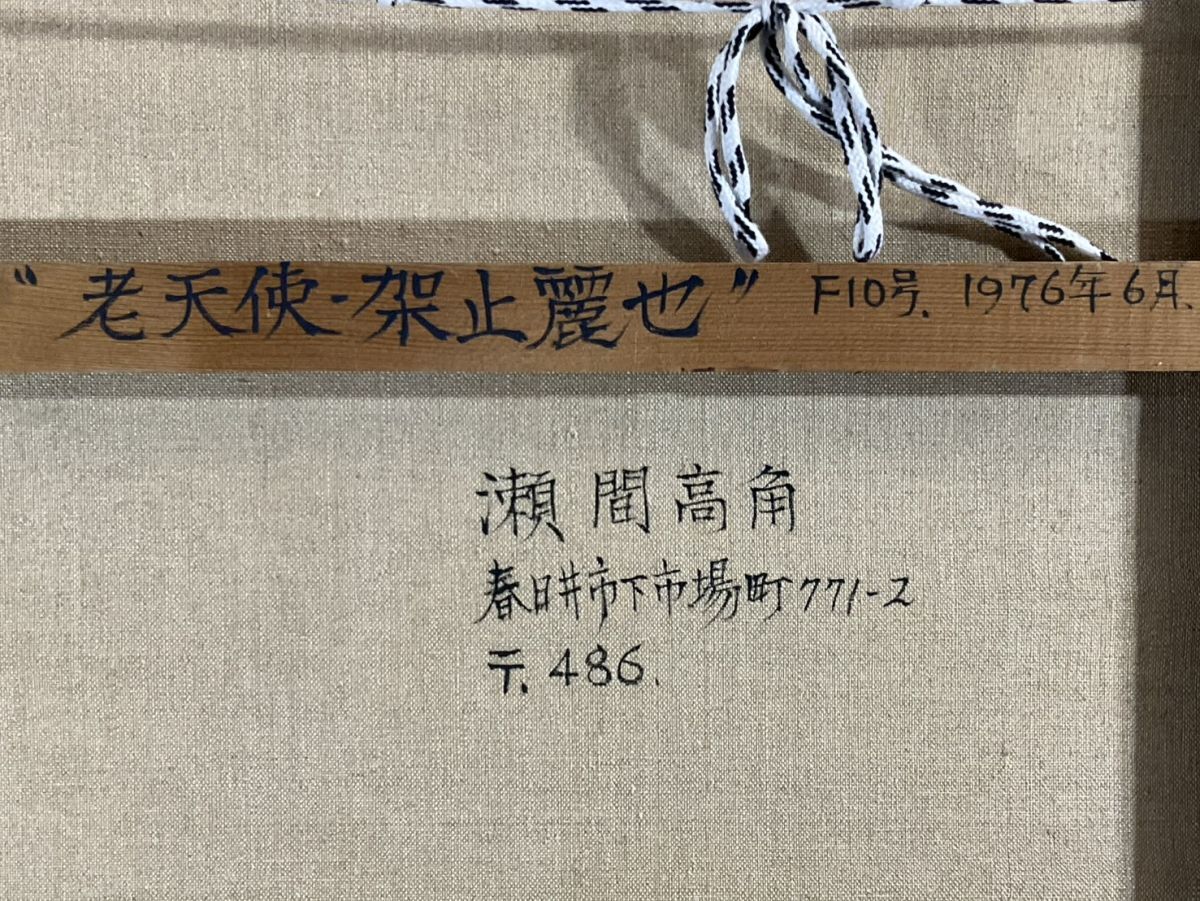 “老天使-架止麗也” F10号. 1976年6月.
瀬間高角
春日井市下市場町771-2
〒.486.